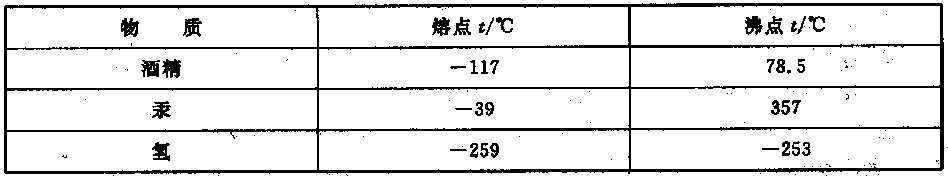 物 质 熔点 t/℃ 沸点 t/℃
酒精 -117 78.5
汞 -39 357
氢 -259 -253